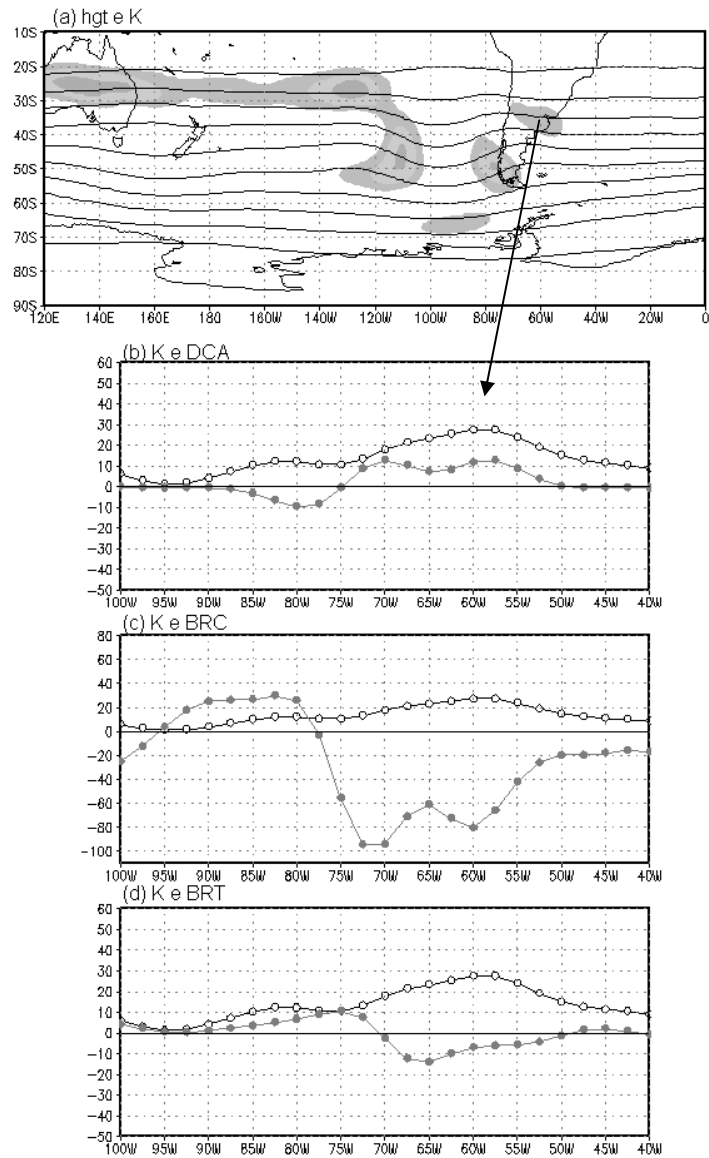 (a) hgt e K
10S
20S
30S
40S
50S
60S
70S
80S
90S
120E 140E 160E 180 160W 140W 120W 100W 80W 60W 40W 20W 0
(b) K e DCA
60
50
40
30
20
10
0
-10
-20
-30
-40
-50
100W 95W 90W 85W 80W 75W 70W 65W 60W 55W 50W 45W 40W
(c) K e BRC
80
60
40
20
0
-20
-40
-60
-80
-100
100W 95W 90W 85W 80W 75W 70W 65W 60W 55W 50W 45W 40W
(d) K e BRT
60
50
40
30
20
10
0
-10
-20
-30
-40
-50
100W 95W 90W 85W 80W 75W 70W 65W 60W 55W 50W 45W 40W